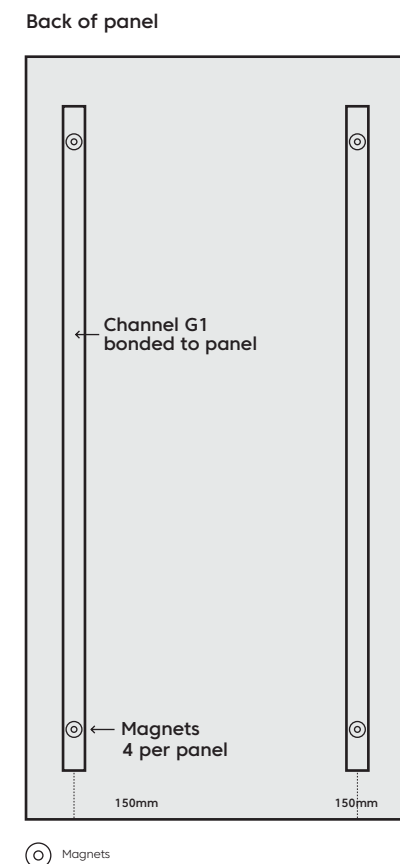 Back of panel
Channel G1
bonded to panel
Magnets
4 per panel
150mm
150mm
Magnets